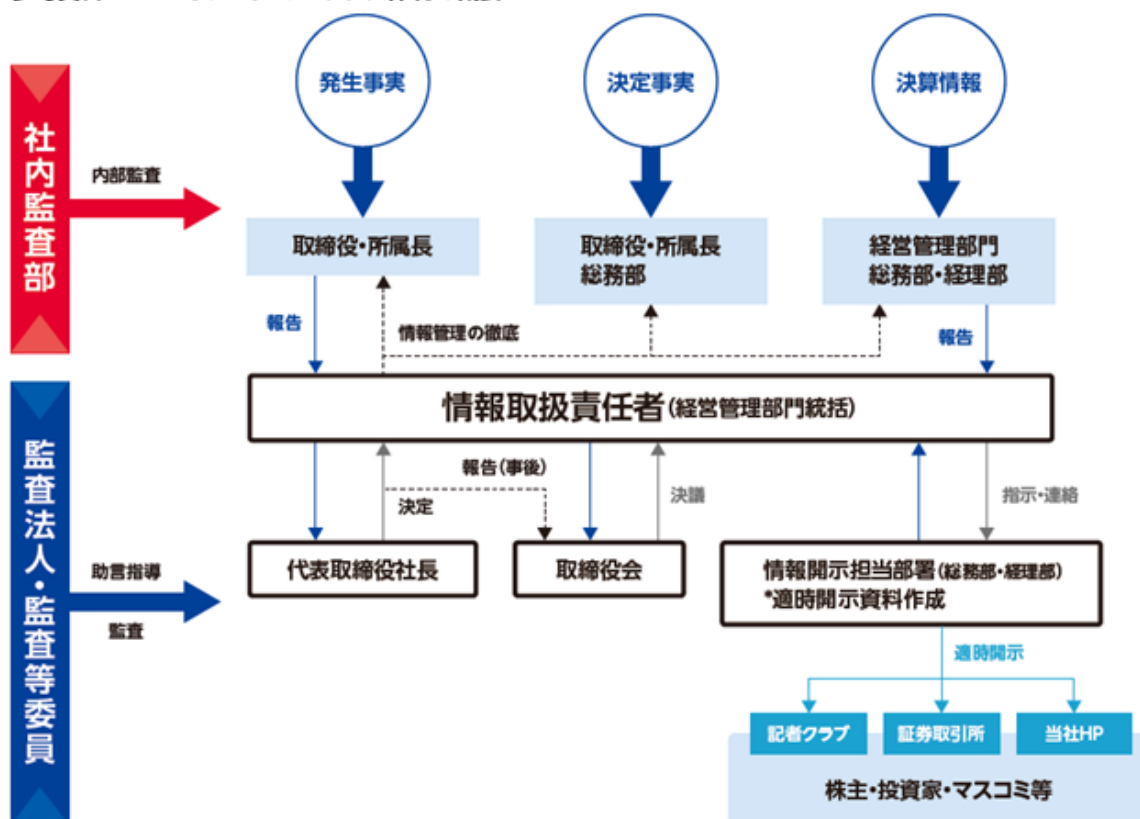 発生事実
決定事実
決算情報
社内監査部
内部監査
取締役・所属長
取締役・所属長
総務部
経営管理部門
総務部・経理部
報告
情報管理の徹底
報告
情報取扱責任者(経営管理部門統括)
報告(事後)
決定
決議
指示・連絡
監査法人・監査等委員
助言指導
監査
代表取締役社長
取締役会
情報開示担当部署(総務部・経理部)
*適時開示資料作成
適時開示
記者クラブ
証券取引所
当社HP
株主・投資家・マスコミ等